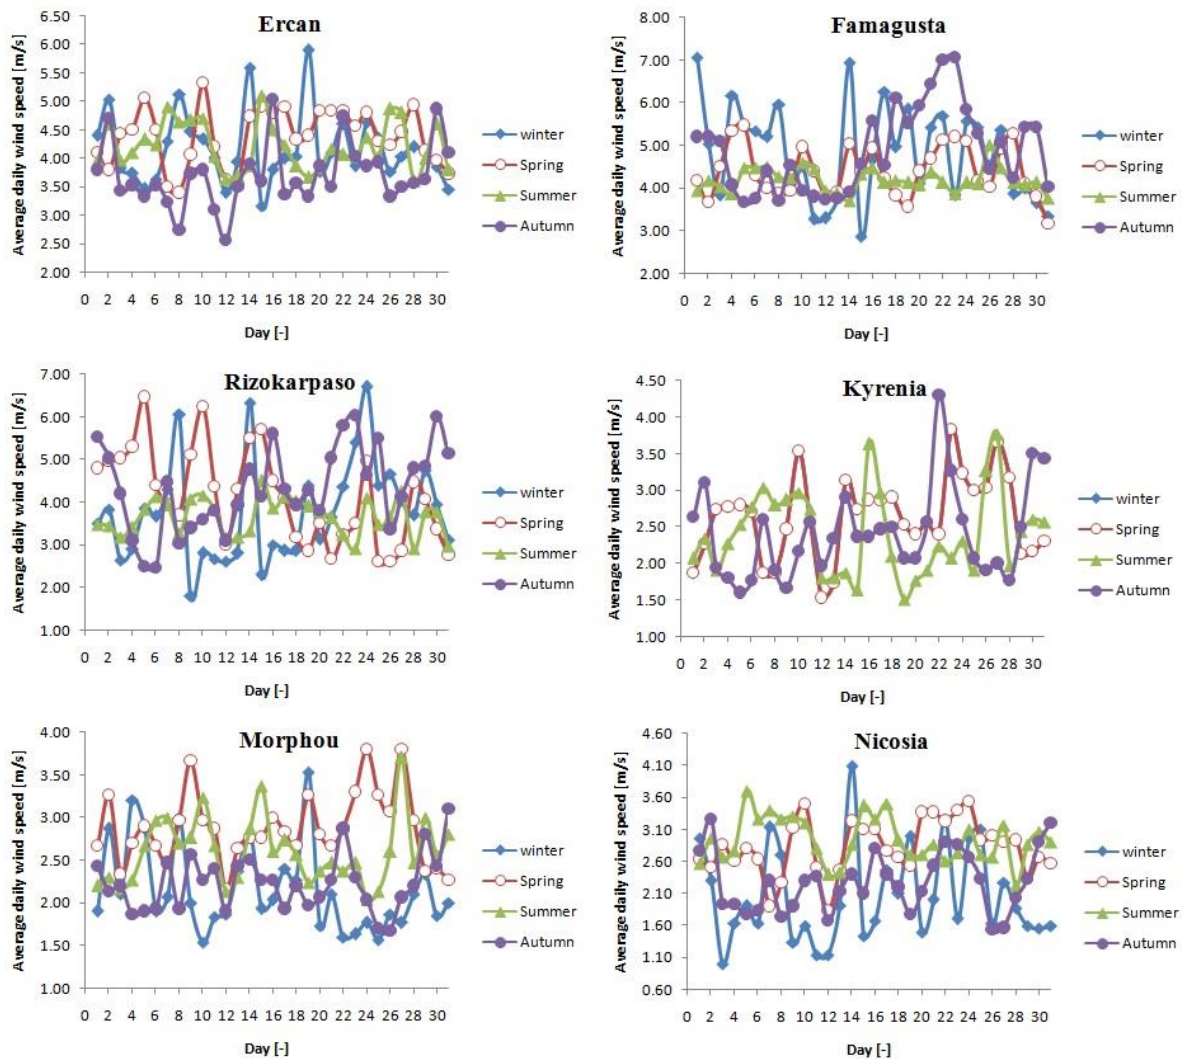 Ercan
Average daily wind speed [m/s]
6.50
6.00
5.50
5.00
4.50
4.00
3.50
3.00
2.50
2.00
0 2 4 6 8 10 12 14 16 18 20 22 24 26 28 30
Day [-]
winter
Spring
Summer
Autumn
Famagusta
Average daily wind speed [m/s]
8.00
7.00
6.00
5.00
4.00
3.00
2.00
0 2 4 6 8 10 12 14 16 18 20 22 24 26 28 30
Day [-]
winter
Spring
Summer
Autumn
Rizokarpaso
Average daily wind speed [m/s]
7.00
6.00
5.00
4.00
3.00
2.00
1.00
0 2 4 6 8 10 12 14 16 18 20 22 24 26 28 30
Day [-]
winter
Spring
Summer
Autumn
Kyrenia
Average daily wind speed [m/s]
4.50
4.00
3.50
3.00
2.50
2.00
1.50
1.00
0 2 4 6 8 10 12 14 16 18 20 22 24 26 28 30
Day [-]
winter
Spring
Summer
Autumn
Morphou
Average daily wind speed [m/s]
4.00
3.50
3.00
2.50
2.00
1.50
1.00
0 2 4 6 8 10 12 14 16 18 20 22 24 26 28 30
Day [-]
winter
Spring
Summer
Autumn
Nicosia
Average daily wind speed [m/s]
4.60
4.10
3.60
3.10
2.60
2.10
1.60
1.10
0.60
0 2 4 6 8 10 12 14 16 18 20 22 24 26 28 30
Day [-]
winter
Spring
Summer
Autumn